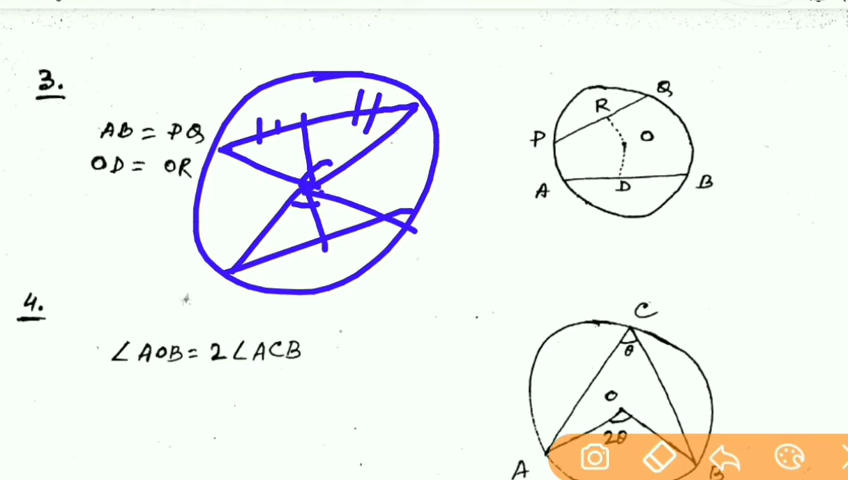 3.
AB = PQ
OD = OR
Q
R
P
O
A
D
B
4.
∠AOB = 2∠ACB
C
θ
O
2θ
A
B